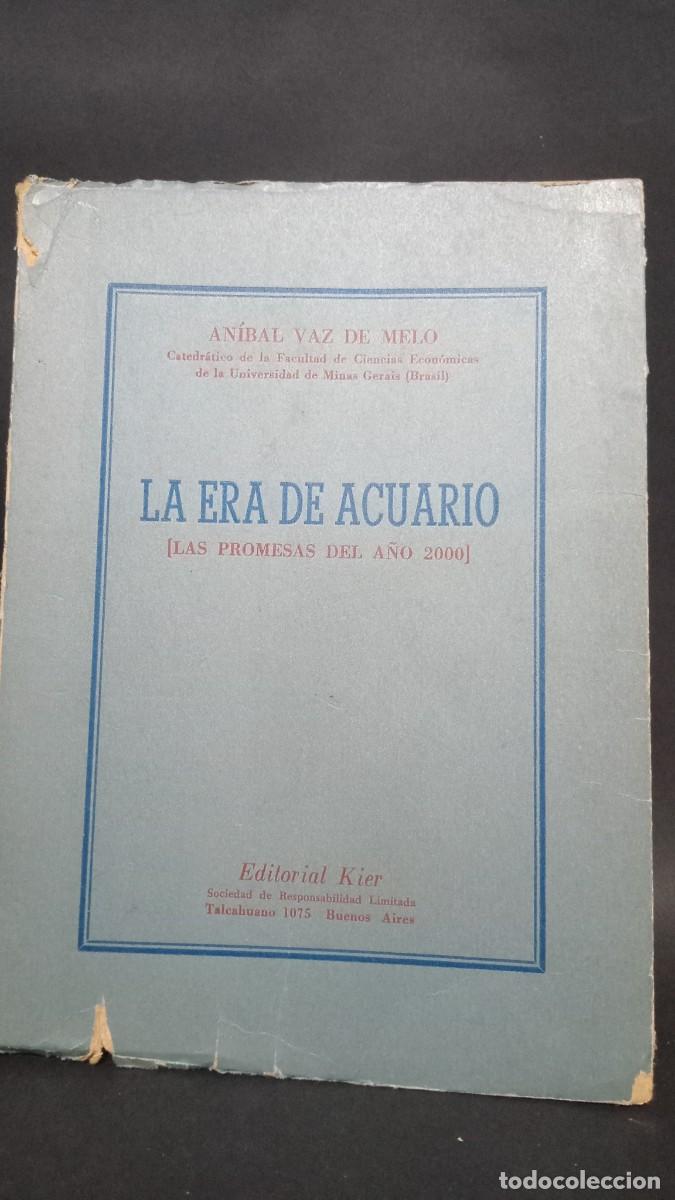 ANÍBAL VAZ DE MELO
Catedrático de la Facultad de Ciencias Económicas
de la Universidad de Minas Gerais (Brasil)
LA ERA DE ACUARIO
[LAS PROMESAS DEL AÑO 2000]
Editorial Kier
Sociedad de Responsabilidad Limitada
Talcahuano 1075 Buenos Aires
todocoleccion